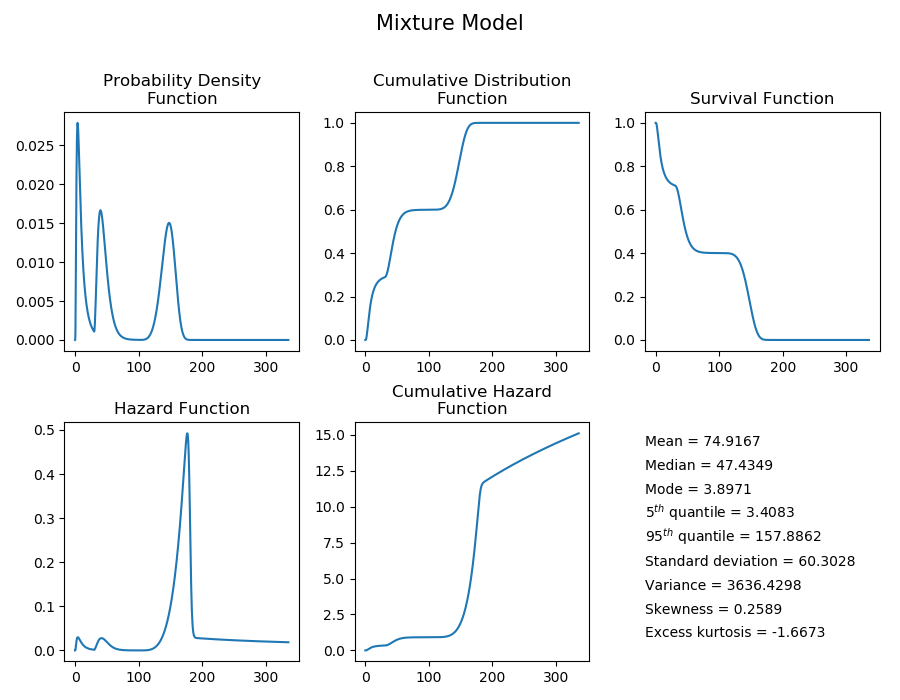 Mixture Model
Probability Density
Function
Cumulative Distribution
Function
Survival Function
0.025
0.020
0.015
0.010
0.005
0.000
0 100 200 300
1.0
0.8
0.6
0.4
0.2
0.0
0 100 200 300
1.0
0.8
0.6
0.4
0.2
0.0
0 100 200 300
Hazard Function
Cumulative Hazard
Function
0.5
0.4
0.3
0.2
0.1
0.0
0 100 200 300
15.0
12.5
10.0
7.5
5.0
2.5
0.0
0 100 200 300
Mean = 74.9167
Median = 47.4349
Mode = 3.8971
5th quantile = 3.4083
95th quantile = 157.8862
Standard deviation = 60.3028
Variance = 3636.4298
Skewness = 0.2589
Excess kurtosis = -1.6673